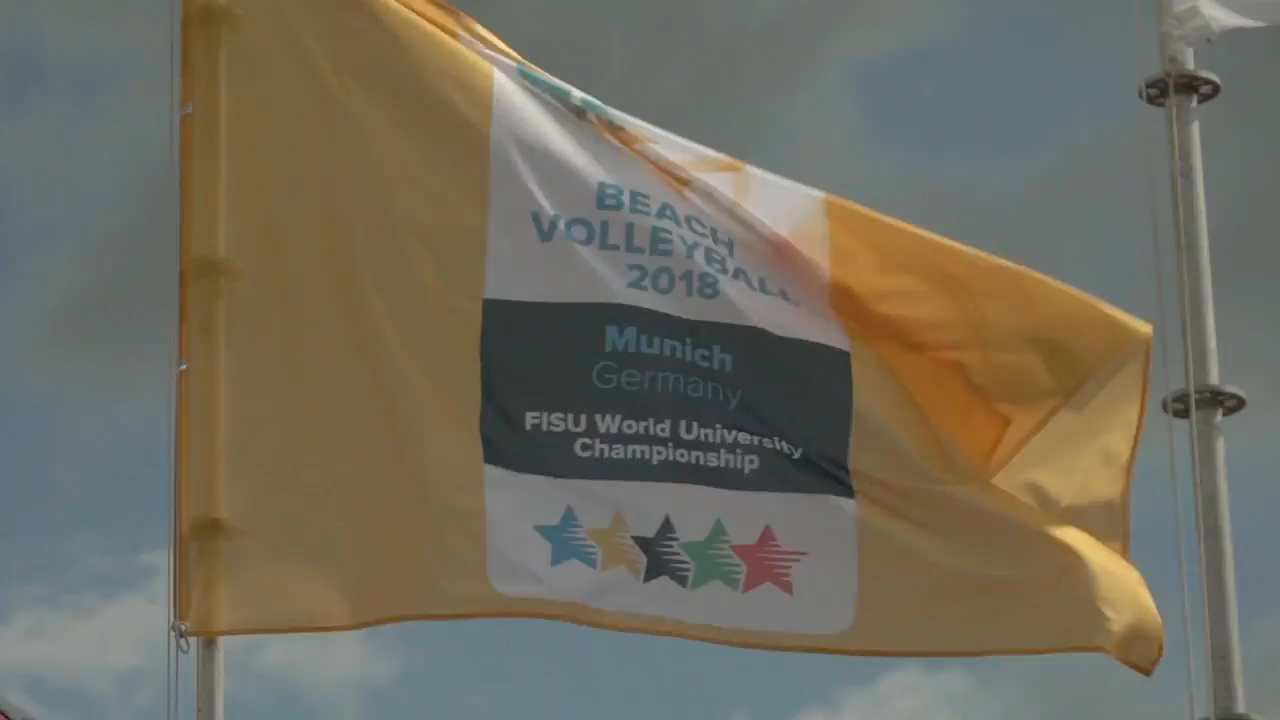 BEACH
VOLLEYBALL
2018
Munich
Germany
FISU World University
Championship